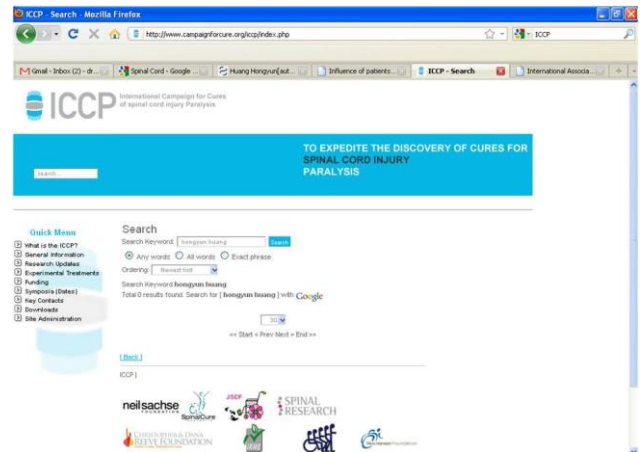 ICCP - Search - Mozilla Firefox
http://www.campaignforcure.org/iccp/index.php
ICCP
Gmail - Inbox (2) - dr...
Spinal Cord - Google ...
Huang Hongyun[aut...
Influence of patients...
ICCP - Search
International Associa...
ICCP
International Campaign for Cures
of spinal cord injury Paralysis
TO EXPEDITE THE DISCOVERY OF CURES FOR
SPINAL CORD INJURY
PARALYSIS
search...
Quick Menu
What is the ICCP?
General Information
Research Updates
Experimental Treatments
Funding
Symposia (Dates)
Key Contacts
Downloads
Site Administration
Search
Search Keyword: hongyun huang Search
Any words All words Exact phrase
Ordering: Newest first
Search Keyword hongyun huang
Total 0 results found. Search for [ hongyun huang ] with Google
30
<< Start < Prev Next > End >>
[ Back ]
ICCP |
neilsachse
FOUNDATION
SpinalCure
JSCF
SPINAL
RESEARCH
CHRISTOPHER & DANA
REEVE FOUNDATION